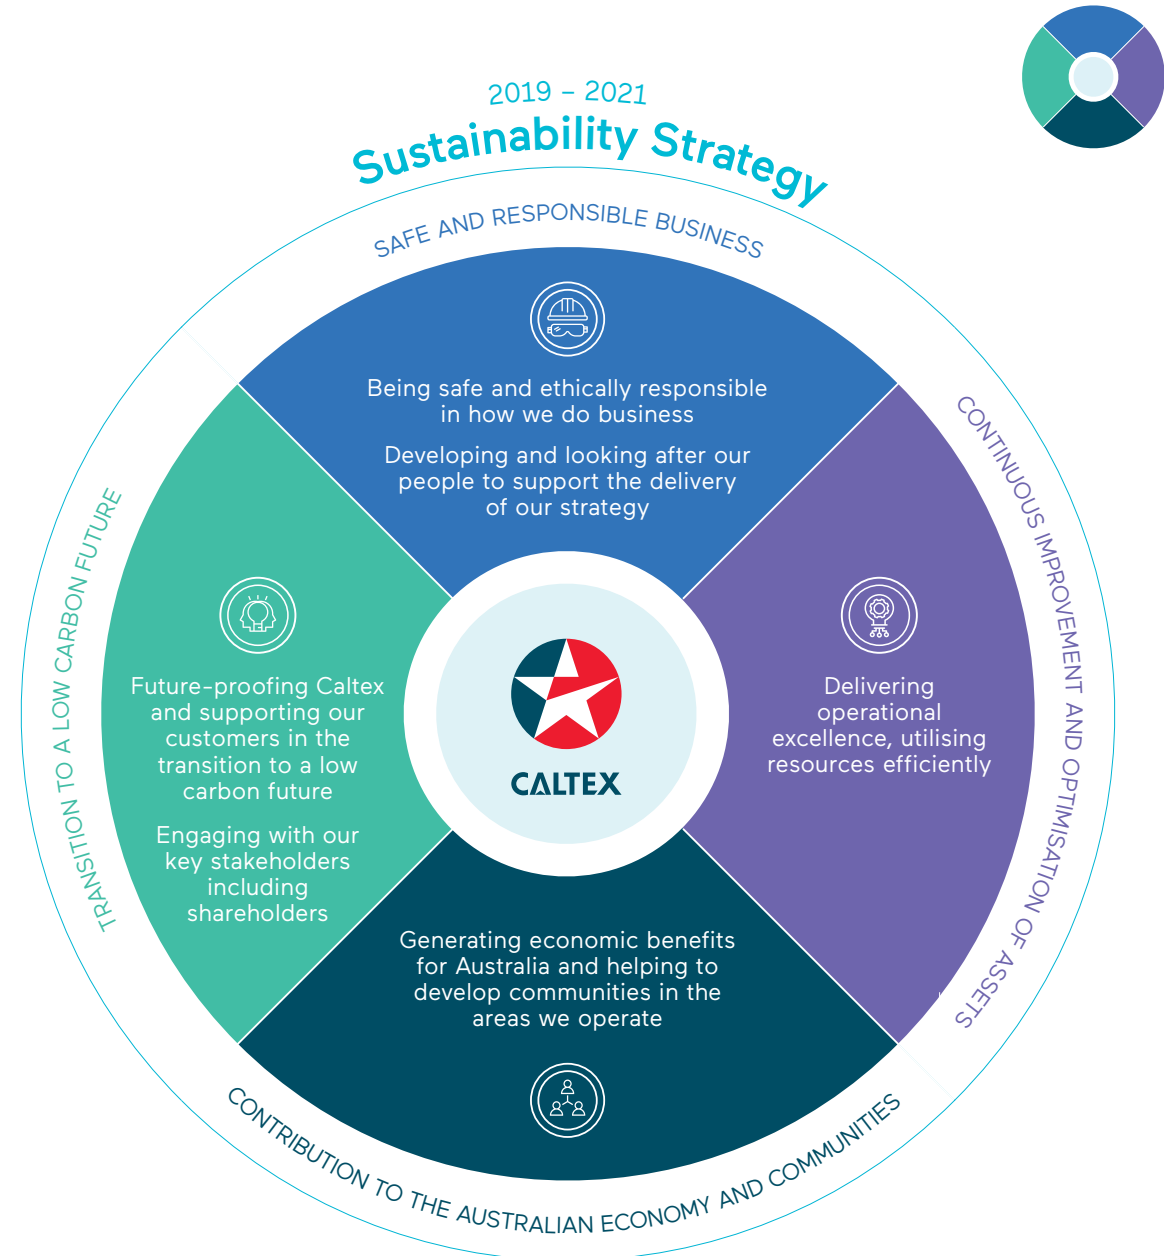 2019 – 2021
Sustainability Strategy
SAFE AND RESPONSIBLE BUSINESS
Being safe and ethically responsible
in how we do business
Developing and looking after our
people to support the delivery
of our strategy
CONTINUOUS IMPROVEMENT AND OPTIMISATION OF ASSETS
Delivering
operational
excellence, utilising
resources efficiently
TRANSITION TO A LOW CARBON FUTURE
Future-proofing Caltex
and supporting our
customers in the
transition to a low
carbon future
Engaging with our
key stakeholders
including
shareholders
CALTEX
Generating economic benefits
for Australia and helping to
develop communities in the
areas we operate
CONTRIBUTION TO THE AUSTRALIAN ECONOMY AND COMMUNITIES